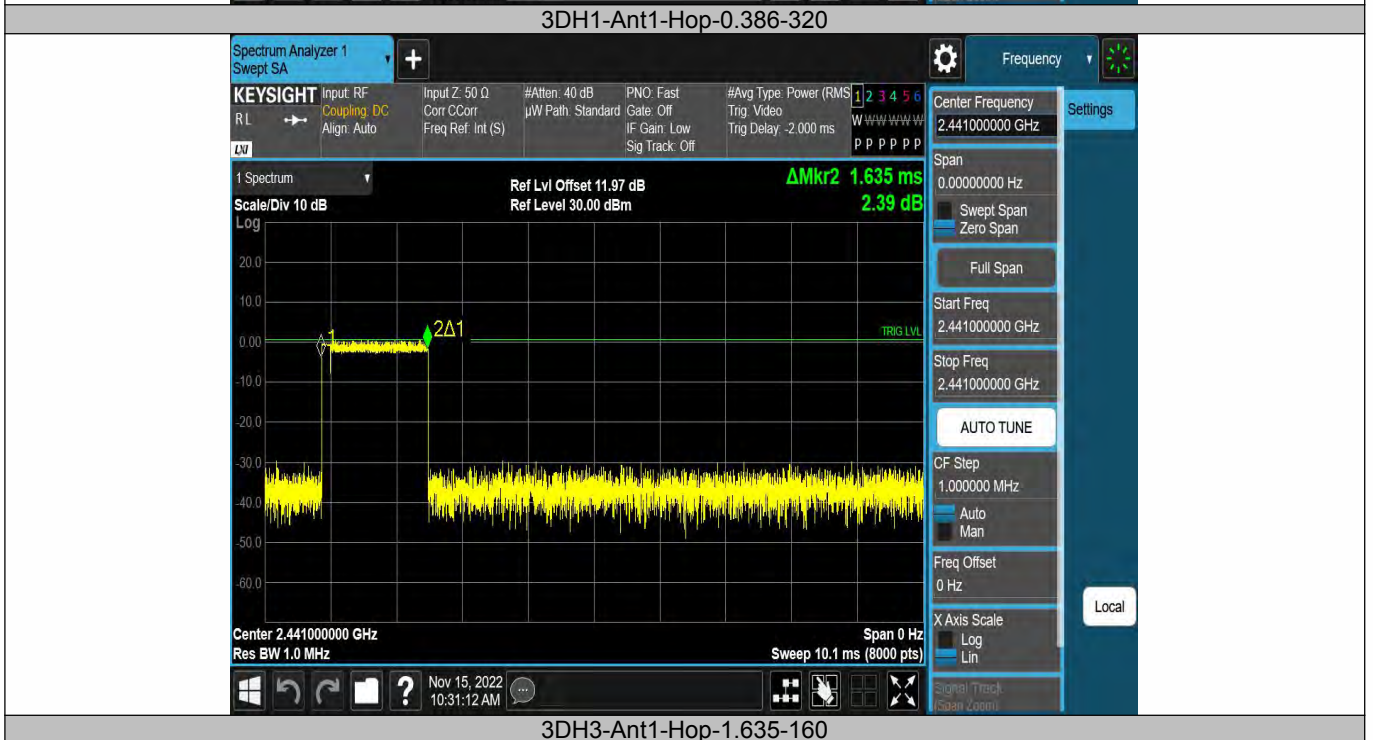 3DH1-Ant1-Hop-0.386-320
Spectrum Analyzer 1
Swept SA
+
Frequency
KEYSIGHT
RL
LXI
Input: RF
Coupling: DC
Align: Auto
Input Z: 50 Ω
Corr CCorr
Freq Ref: Int (S)
#Atten: 40 dB
µW Path: Standard
PNO: Fast
Gate: Off
IF Gain: Low
Sig Track: Off
#Avg Type: Power (RMS
Trig: Video
Trig Delay: -2.000 ms
1 2 3 4 5 6
W W W W W W
P P P P P P
Center Frequency
2.441000000 GHz
Settings
1 Spectrum
Scale/Div 10 dB
Log
Ref Lvl Offset 11.97 dB
Ref Level 30.00 dBm
ΔMkr2 1.635 ms
2.39 dB
Span
0.00000000 Hz
Swept Span
Zero Span
Full Span
Start Freq
2.441000000 GHz
Stop Freq
2.441000000 GHz
AUTO TUNE
CF Step
1.000000 MHz
Auto
Man
Freq Offset
0 Hz
X Axis Scale
Log
Lin
Signal Track
(Span Zoom)
Local
20.0
10.0
0.00
-10.0
-20.0
-30.0
-40.0
-50.0
-60.0
1
2Δ1
TRIG LVL
Center 2.441000000 GHz
Res BW 1.0 MHz
Span 0 Hz
Sweep 10.1 ms (8000 pts)
?
Nov 15, 2022
10:31:12 AM
3DH3-Ant1-Hop-1.635-160